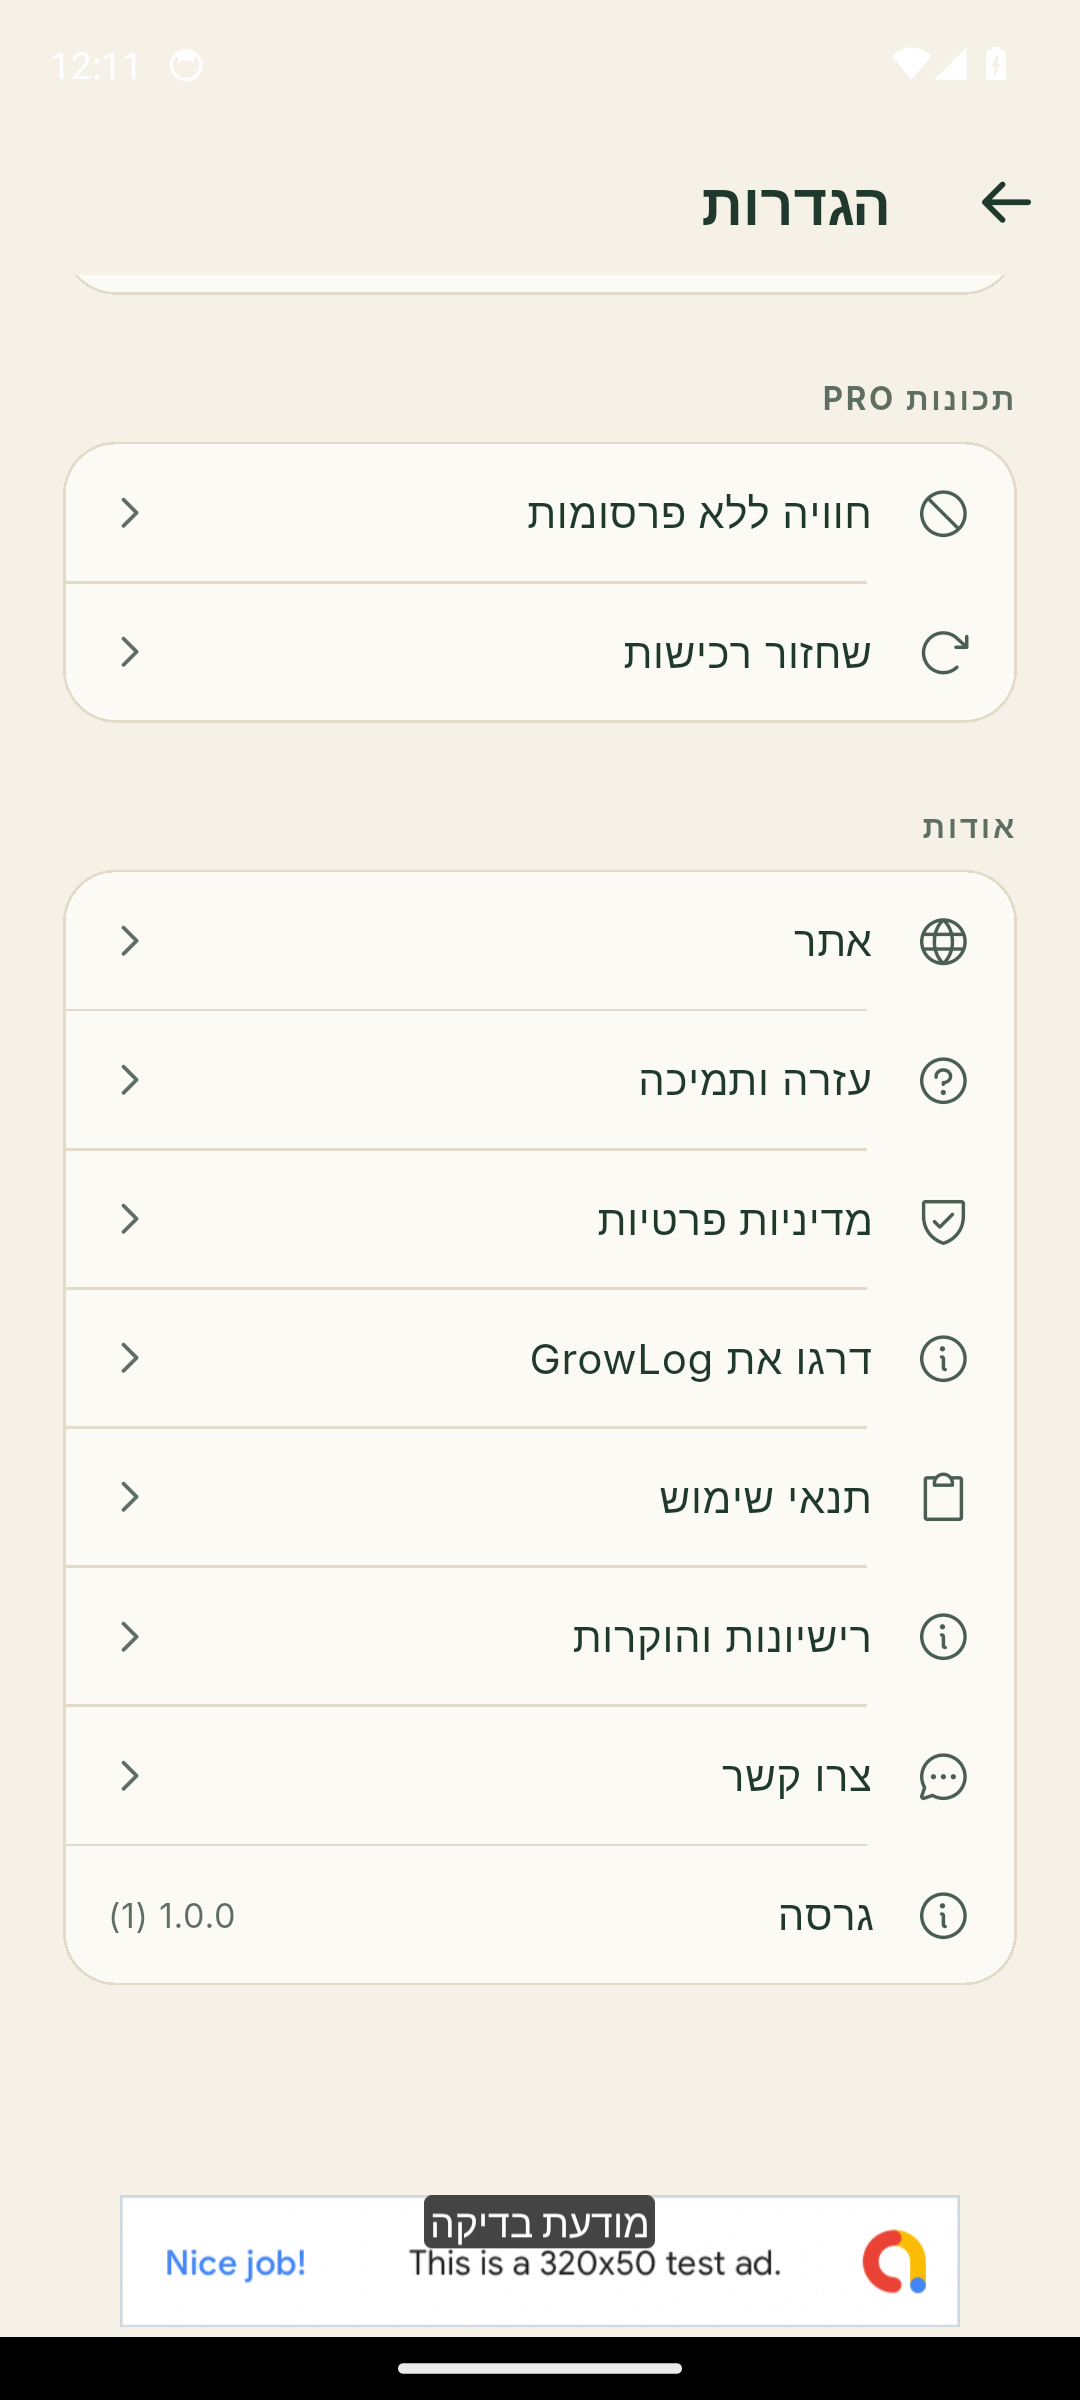 12:11
הגדרות
תכונות PRO
חוויה ללא פרסומות
שחזור רכישות
אודות
אתר
עזרה ותמיכה
מדיניות פרטיות
דרגו את GrowLog
תנאי שימוש
רישיונות והוקרות
צרו קשר
גרסה
1.0.0 (1)
מודעת בדיקה
Nice job!
This is a 320x50 test ad.